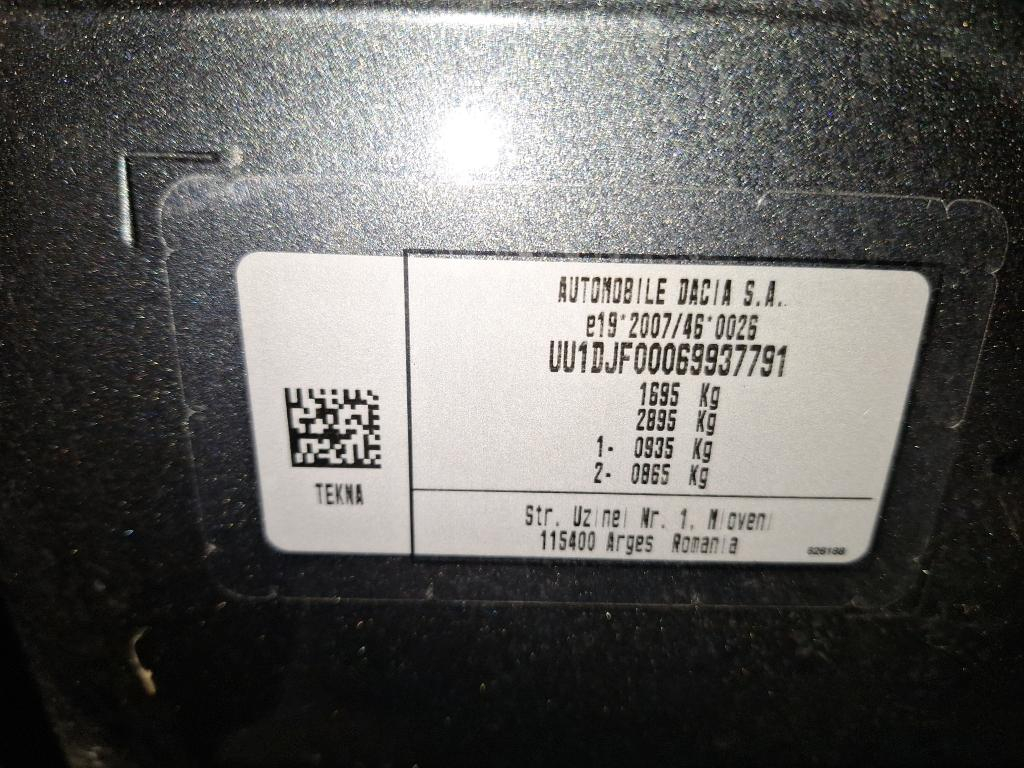 AUTOMOBILE DACIA S.A.
e19*2007/46*0026
UU1DJF00069937791
1695 Kg
2895 Kg
1- 0935 Kg
2- 0865 Kg
TEKNA
Str. Uzinei Nr. 1, Mioveni
115400 Arges Romania